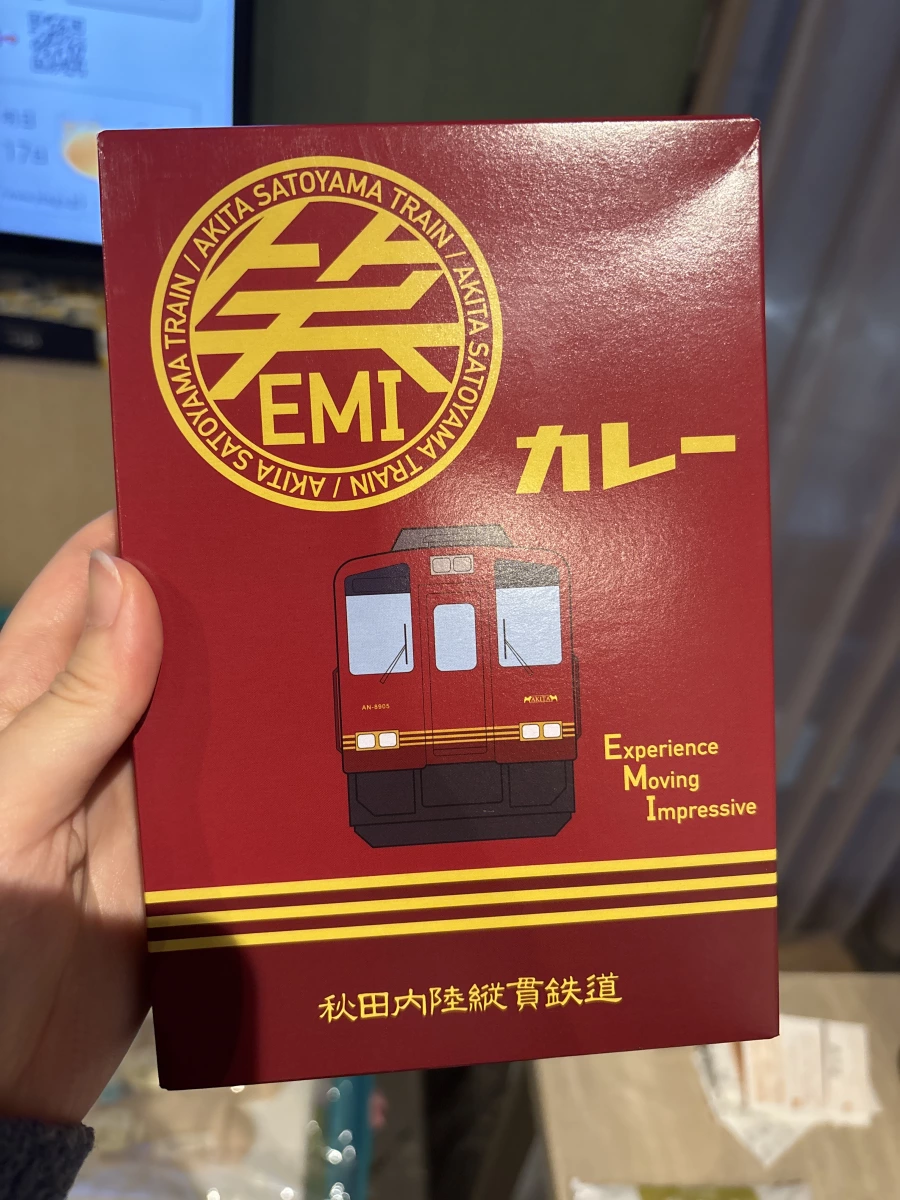 AKITA SATOYAMA TRAIN / AKITA SATOYAMA TRAIN / AKITA SATOYAMA TRAIN /
笑
EMI
カレー
AN-8905
AKITA
Experience
Moving
Impressive
秋田内陸縦貫鉄道
17